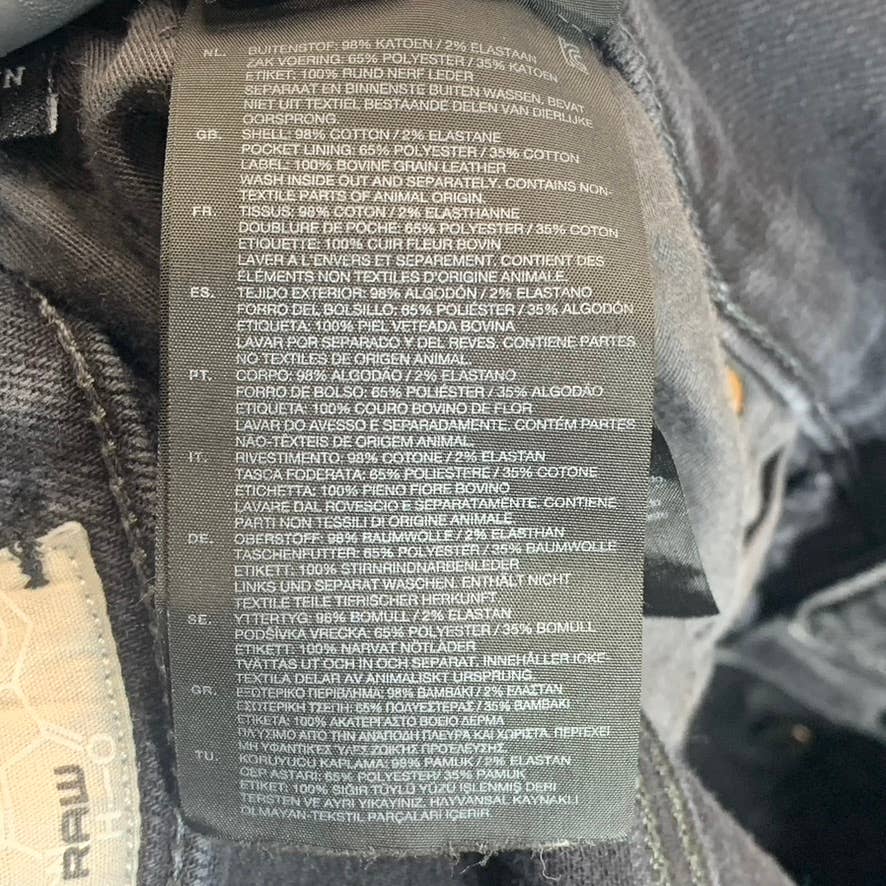 NL. BUITENSTOF: 98% KATOEN / 2% ELASTAAN
ZAK VOERING: 65% POLYESTER / 35% KATOEN
ETIKET: 100% RUND NERF LEDER
SEPARAAT EN BINNENSTE BUITEN WASSEN. BEVAT
NIET UIT TEXTIEL BESTAANDE DELEN VAN DIERLIJKE
OORSPRONG.
GB. SHELL: 98% COTTON / 2% ELASTANE
POCKET LINING: 65% POLYESTER / 35% COTTON
LABEL: 100% BOVINE GRAIN LEATHER
WASH INSIDE OUT AND SEPARATELY. CONTAINS NON-
TEXTILE PARTS OF ANIMAL ORIGIN.
FR. TISSUS: 98% COTON / 2% ELASTHANNE
DOUBLURE DE POCHE: 65% POLYESTER / 35% COTON
ETIQUETTE: 100% CUIR FLEUR BOVIN
LAVER A L'ENVERS ET SEPAREMENT. CONTIENT DES
ÉLÉMENTS NON TEXTILES D'ORIGINE ANIMALE.
ES. TEJIDO EXTERIOR: 98% ALGODÓN / 2% ELASTANO
FORRO DEL BOLSILLO: 65% POLIÉSTER / 35% ALGODÓN
ETIQUETA: 100% PIEL VETEADA BOVINA
LAVAR POR SEPARADO Y DEL REVES. CONTIENE PARTES
NO TEXTILES DE ORIGEN ANIMAL.
PT. CORPO: 98% ALGODÃO / 2% ELASTANO
FORRO DE BOLSO: 65% POLIÉSTER / 35% ALGODÃO
ETIQUETA: 100% COURO BOVINO DE FLOR
LAVAR DO AVESSO E SEPARADAMENTE. CONTÉM PARTES
NÃO-TÊXTEIS DE ORIGEM ANIMAL.
IT. RIVESTIMENTO: 98% COTONE / 2% ELASTAN
TASCA FODERATA: 65% POLIESTERE / 35% COTONE
ETICHETTA: 100% PIENO FIORE BOVINO
LAVARE DAL ROVESCIO E SEPARATAMENTE. CONTIENE
PARTI NON TESSILI DI ORIGINE ANIMALE
DE. OBERSTOFF: 98% BAUMWOLLE / 2% ELASTHAN
TASCHENFUTTER: 65% POLYESTER / 35% BAUMWOLLE
ETIKETT: 100% STIRNRINDNARBENLEDER
LINKS UND SEPARAT WASCHEN. ENTHÄLT NICHT
TEXTILE TEILE TIERISCHER HERKUNFT.
SE. YTTERTYG: 98% BOMULL / 2% ELASTAN
PODŠÍVKA VRECKA: 65% POLYESTER / 35% BOMULL
ETIKETT: 100% NARVAT NÖTLÄDER
TVÄTTAS UT OCH IN OCH SEPARAT. INNEHÅLLER ICKE-
TEXTILA DELAR AV ANIMALISKT URSPRUNG.
GR. ΕΞΩΤΕΡΙΚΟ ΠΕΡΙΒΛΗΜΑ: 98% ΒΑΜΒΑΚΙ / 2% ΕΛΑΣΤΑΝ
ΕΣΩΤΕΡΙΚΗ ΤΣΕΠΗ: 65% ΠΟΛΥΕΣΤΕΡΑΣ / 35% ΒΑΜΒΑΚΙ
ΕΤΙΚΕΤΑ: 100% ΑΚΑΤΕΡΓΑΣΤΟ ΒΟΕΙΟ ΔΕΡΜΑ
ΠΛΥΣΙΜΟ ΑΠΟ ΤΗΝ ΑΝΑΠΟΔΗ ΠΛΕΥΡΑ ΚΑΙ ΧΩΡΙΣΤΑ. ΠΕΡΙΕΧΕΙ
ΜΗ ΥΦΑΝΤΙΚΕΣ ΥΛΕΣ ΖΩΙΚΗΣ ΠΡΟΕΛΕΥΣΗΣ
TU. KORUYUCU KAPLAMA: 98% PAMUK / 2% ELASTAN
CEP ASTARI: 65% POLYESTER / 35% PAMUK
ETIKET: 100% SIĞIR TÜYLÜ YÜZÜ İŞLENMİŞ DERİ
TERSTEN VE AYRI YIKAYINIZ. HAYVANSAL KAYNAKLI
OLMAYAN-TEKSTİL PARÇALARI İÇERİR.
RAW